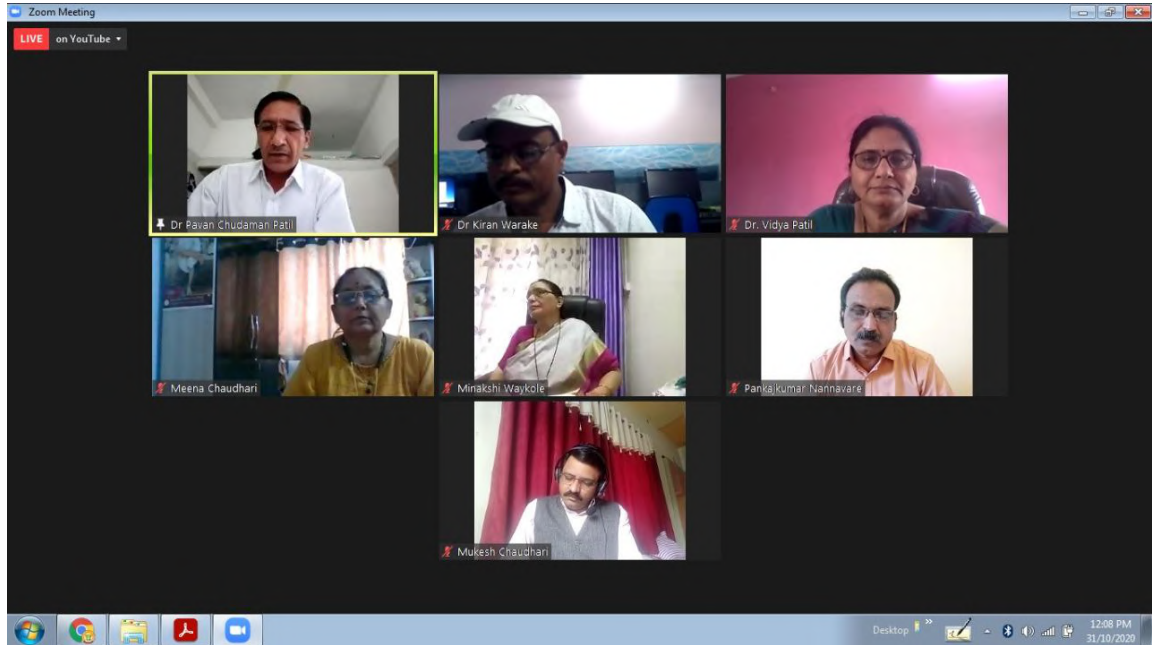 Zoom Meeting
LIVE on YouTube
Dr Pavan Chudaman Patil
Dr Kiran Warake
Dr. Vidya Patil
Meena Chaudhari
Minakshi Waykole
Pankajkumar Nannavare
Mukesh Chaudhari
Desktop
12:08 PM
31/10/2020